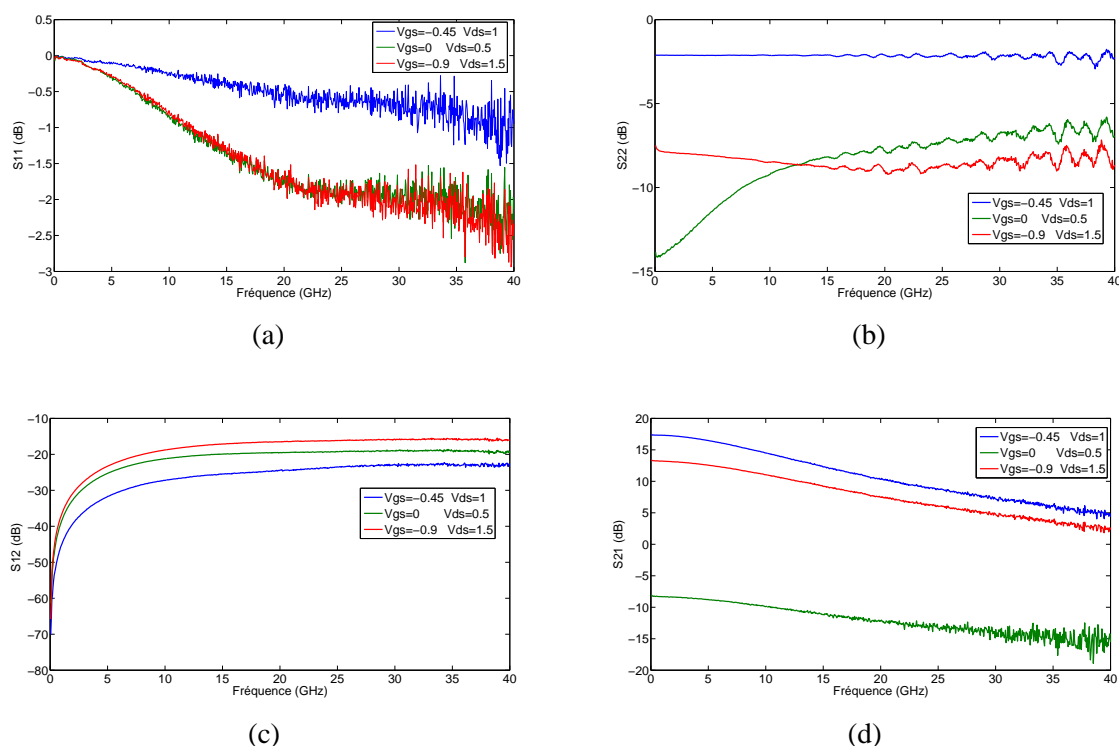 0.5
0
−0.5
−1
−1.5
−2
−2.5
−3
S11 (dB)
0 5 10 15 20 25 30 35 40
Fréquence (GHz)
Vgs=−0.45 Vds=1
Vgs=0 Vds=0.5
Vgs=−0.9 Vds=1.5
(a)
0
−5
−10
−15
S22 (dB)
0 5 10 15 20 25 30 35 40
Fréquence (GHz)
Vgs=−0.45 Vds=1
Vgs=0 Vds=0.5
Vgs=−0.9 Vds=1.5
(b)
−10
−20
−30
−40
−50
−60
−70
−80
S12 (dB)
0 5 10 15 20 25 30 35 40
Fréquence (GHz)
Vgs=−0.45 Vds=1
Vgs=0 Vds=0.5
Vgs=−0.9 Vds=1.5
(c)
20
15
10
5
0
−5
−10
−15
−20
S21 (dB)
0 5 10 15 20 25 30 35 40
Fréquence (GHz)
Vgs=−0.45 Vds=1
Vgs=0 Vds=0.5
Vgs=−0.9 Vds=1.5
(d)